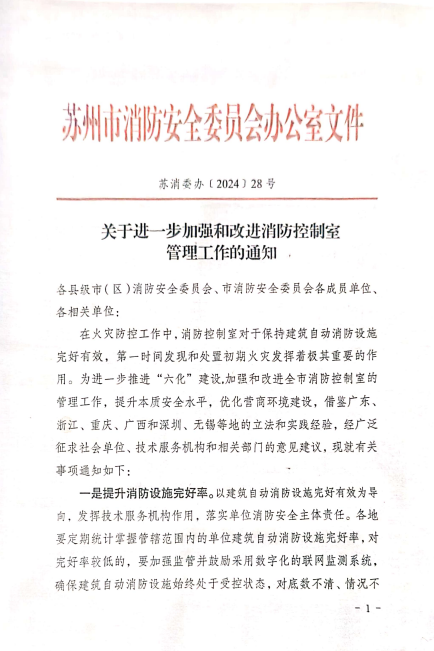 苏州市消防安全委员会办公室文件
苏消委办〔2024〕28号
关于进一步加强和改进消防控制室
管理工作的通知
各县级市(区)消防安全委员会、市消防安全委员会各成员单位、
各相关单位:
在火灾防控工作中,消防控制室对于保持建筑自动消防设施
完好有效,第一时间发现和处置初期火灾发挥着极其重要的作
用。为进一步推进“六化”建设,加强和改进全市消防控制室的
管理工作,提升本质安全水平,优化营商环境建设,借鉴广东、
浙江、重庆、广西和深圳、无锡等地的立法和实践经验,经广泛
征求社会单位、技术服务机构和相关部门的意见建议,现就有关
事项通知如下:
一是提升消防设施完好率。以建筑自动消防设施完好有效为导
向,发挥技术服务机构作用,落实单位消防安全主体责任。各地
要定期统计掌握管辖范围内的单位建筑自动消防设施完好率,对
完好率较低的,要加强监管并鼓励采用数字化的联网监测系统,
确保建筑自动消防设施始终处于受控状态,对底数不清、情况不
- 1 -